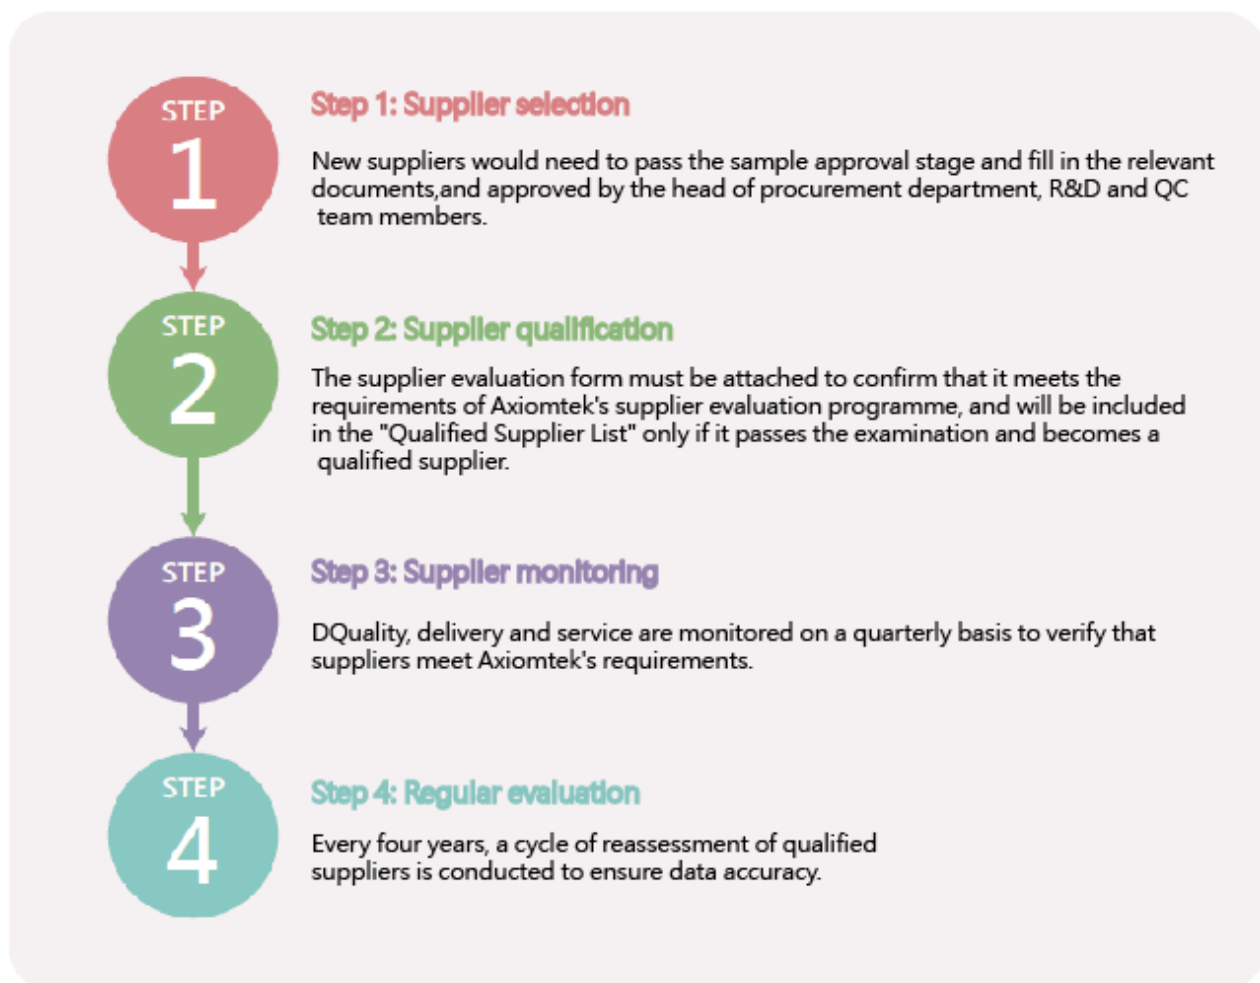 STEP
1
Step 1: Supplier selection
New suppliers would need to pass the sample approval stage and fill in the relevant
documents,and approved by the head of procurement department, R&D and QC
team members.
STEP
2
Step 2: Supplier qualification
The supplier evaluation form must be attached to confirm that it meets the
requirements of Axiomtek's supplier evaluation programme, and will be included
in the "Qualified Supplier List" only if it passes the examination and becomes a
qualified supplier.
STEP
3
Step 3: Supplier monitoring
DQuality, delivery and service are monitored on a quarterly basis to verify that
suppliers meet Axiomtek's requirements.
STEP
4
Step 4: Regular evaluation
Every four years, a cycle of reassessment of qualified
suppliers is conducted to ensure data accuracy.